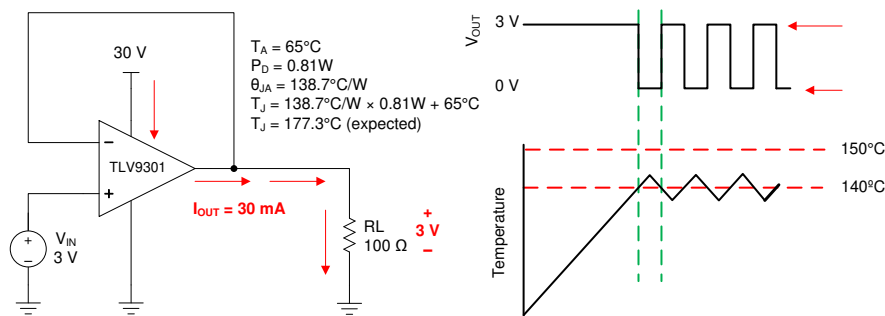 30 V
TLV9301
− 
+
V_IN
3 V
+
−
I_OUT = 30 mA
RL
100 Ω
+
3 V
−
T_A = 65°C
P_D = 0.81W
θ_JA = 138.7°C/W
T_J = 138.7°C/W × 0.81W + 65°C
T_J = 177.3°C (expected)
V_OUT
3 V
0 V
Temperature
150°C
140ºC